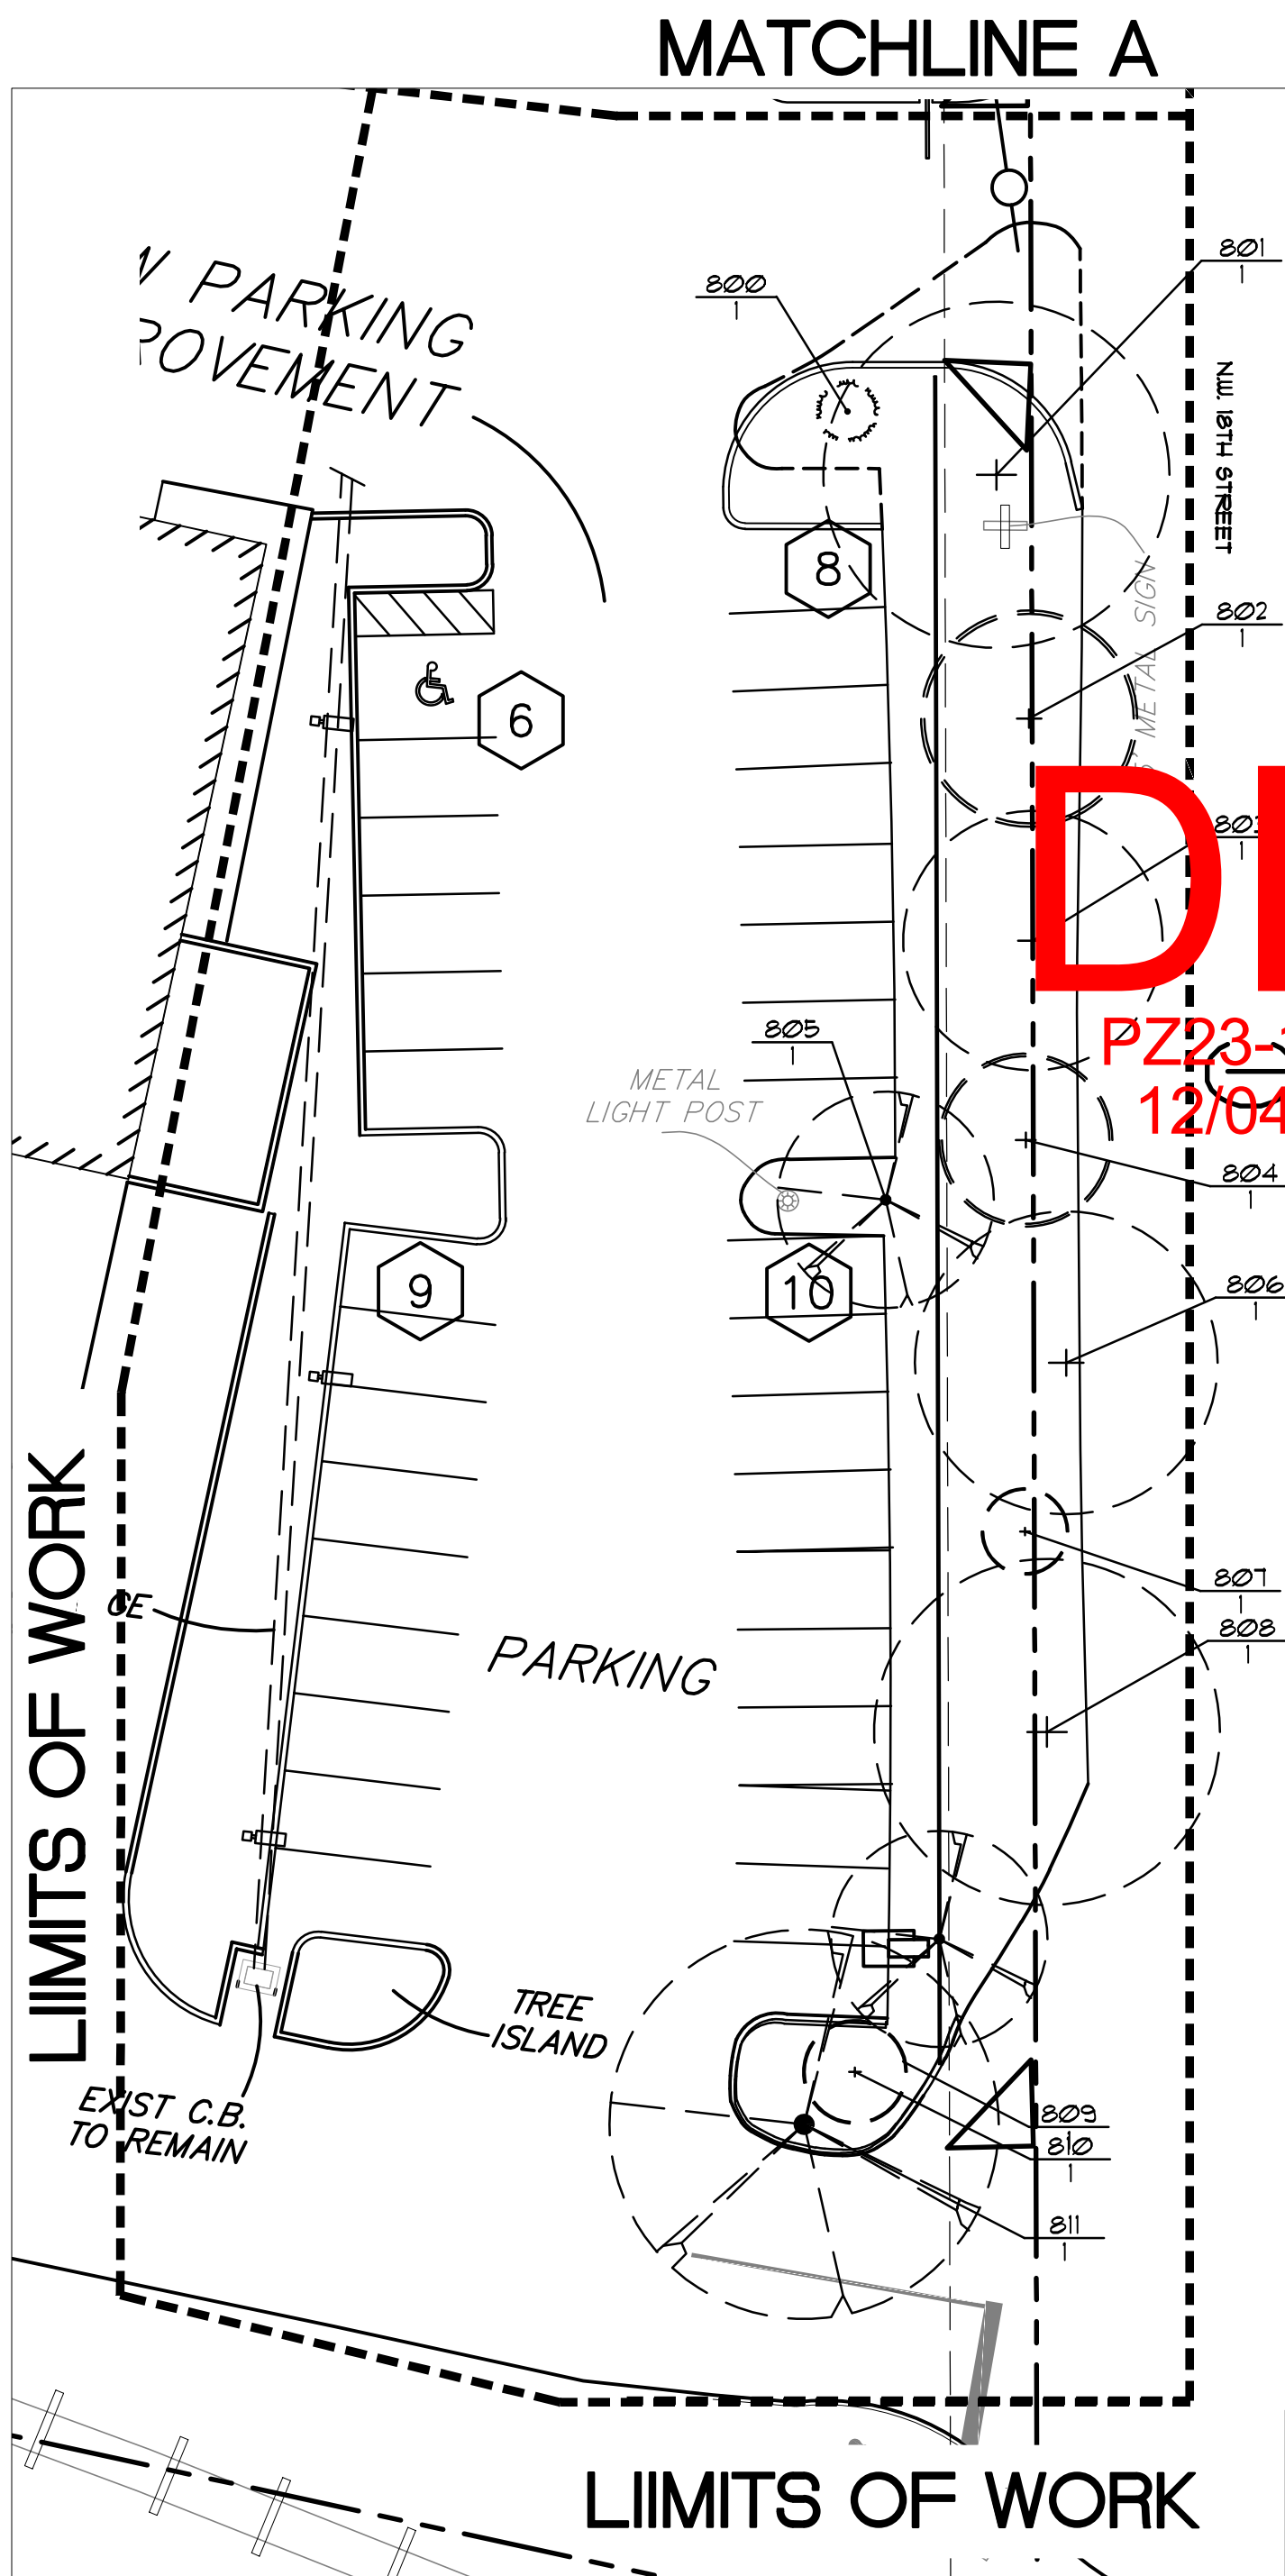 MATCHLINE A
801
1
800
1
PARKING
N.W. 18TH STREET
8
METAL SIGN
802
1
6
1
DI
805
1
PZ23-
METAL
LIGHT POST
12/04
804
1
9
10
806
1
LIIMITS OF WORK
807
1
808
1
PARKING
TREE
ISLAND
EXIST C.B.
TO REMAIN
809
810
1
811
1
LIIMITS OF WORK